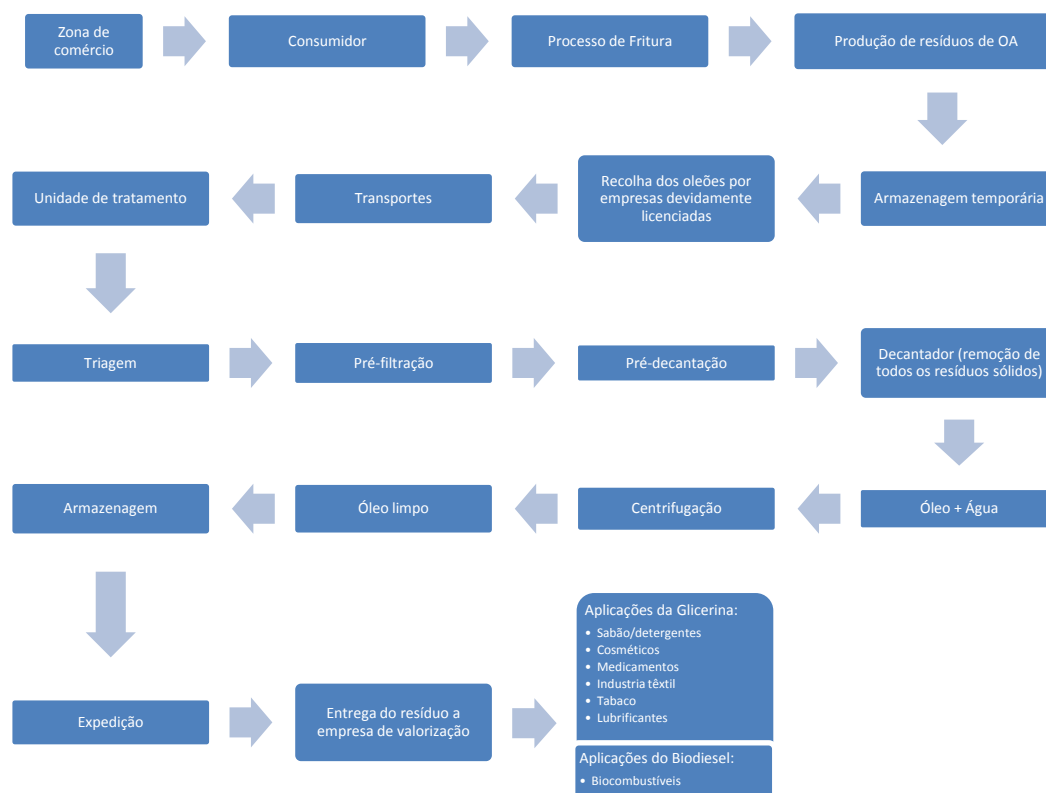 Zona de
comércio
Consumidor
Processo de Fritura
Produção de resíduos de OA
Unidade de tratamento
Transportes
Recolha dos oleões por
empresas devidamente
licenciadas
Armazenagem temporária
Triagem
Pré-filtração
Pré-decantação
Decantador (remoção de
todos os resíduos sólidos)
Armazenagem
Óleo limpo
Centrifugação
Óleo + Água
Expedição
Entrega do resíduo a
empresa de valorização
Aplicações da Glicerina:
• Sabão/detergentes
• Cosméticos
• Medicamentos
• Industria têxtil
• Tabaco
• Lubrificantes
Aplicações do Biodiesel:
• Biocombustíveis